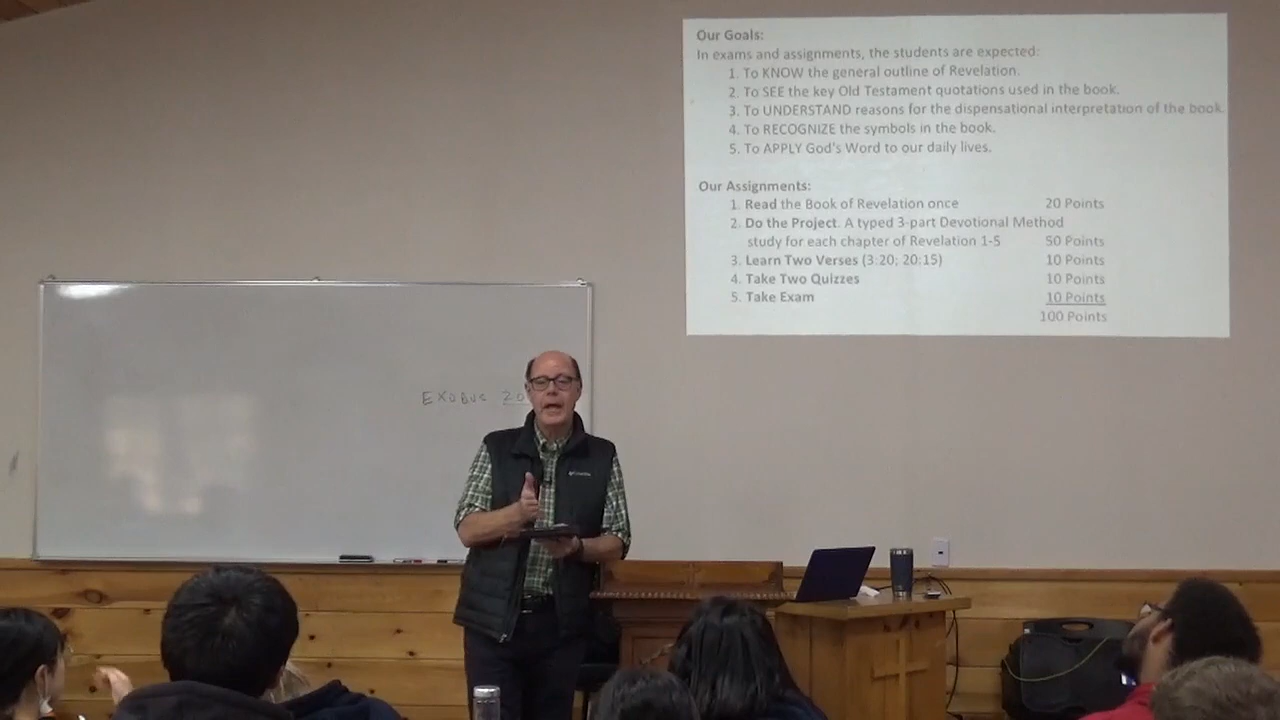 Our Goals:
In exams and assignments, the students are expected:
1. To KNOW the general outline of Revelation.
2. To SEE the key Old Testament quotations used in the book.
3. To UNDERSTAND reasons for the dispensational interpretation of the book.
4. To RECOGNIZE the symbols in the book.
5. To APPLY God's Word to our daily lives.
Our Assignments:
1. Read the Book of Revelation once 20 Points
2. Do the Project. A typed 3-part Devotional Method
study for each chapter of Revelation 1-5 50 Points
3. Learn Two Verses (3:20; 20:15) 10 Points
4. Take Two Quizzes 10 Points
5. Take Exam 10 Points
100 Points
EXODUS 20
Columbia